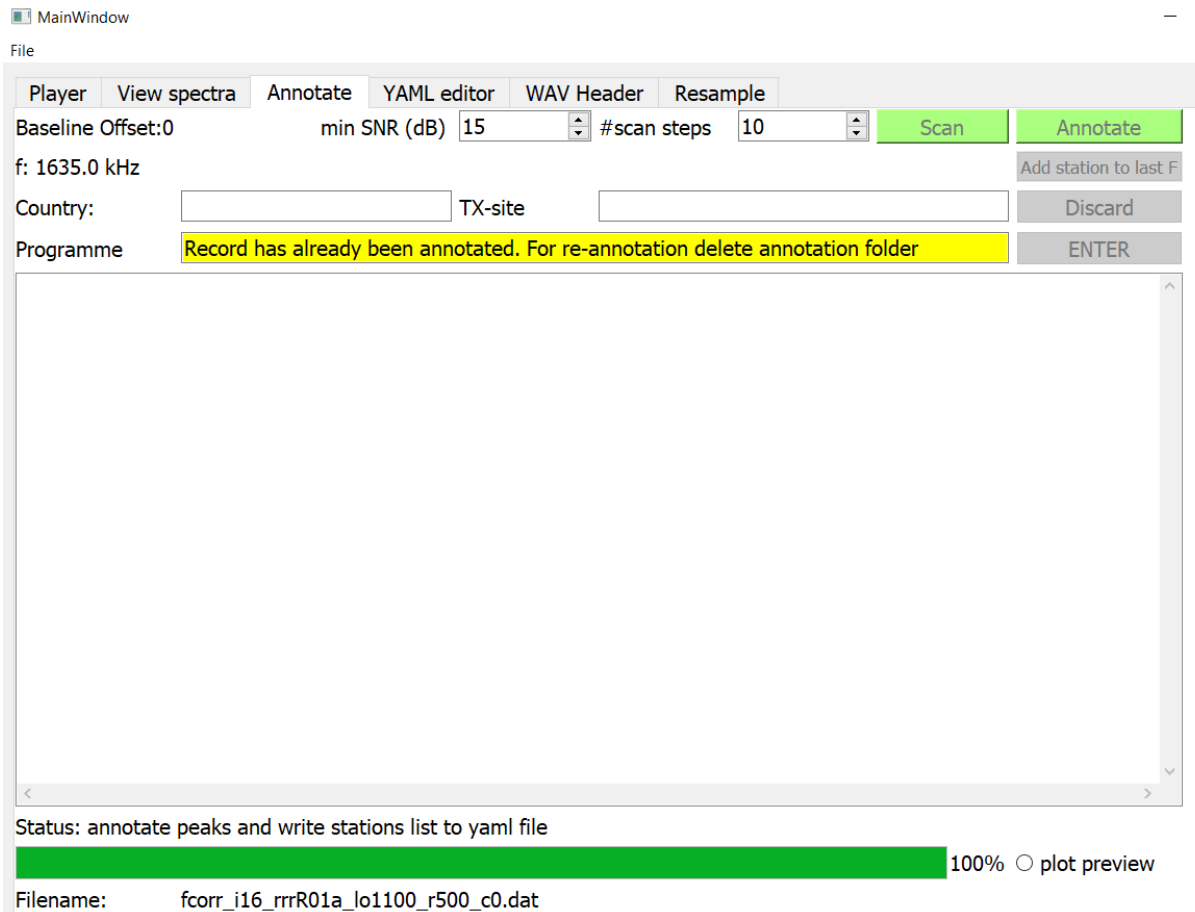 MainWindow
File
Player View spectra Annotate YAML editor WAV Header Resample
Baseline Offset:0 min SNR (dB) 15 #scan steps 10 Scan Annotate
f: 1635.0 kHz Add station to last F
Country: TX-site Discard
Programme Record has already been annotated. For re-annotation delete annotation folder ENTER
Status: annotate peaks and write stations list to yaml file
100% plot preview
Filename: fcorr_i16_rrrR01a_lo1100_r500_c0.dat